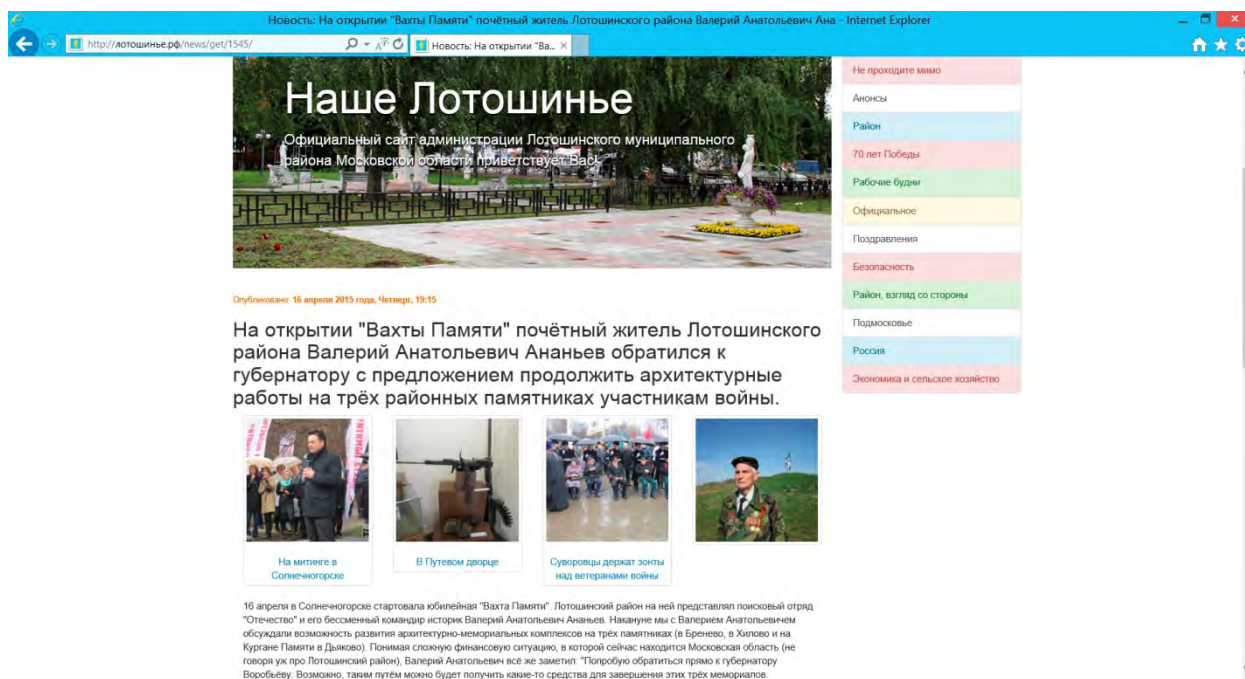 Новость: На открытии "Вахты Памяти" почётный житель Лотошинского района Валерий Анатольевич Ана - Internet Explorer
http://лотошинье.рф/news/get/1545/
Новость: На открытии "Ва...
Наше Лотошинье
Официальный сайт администрации Лотошинского муниципального
района Московской области приветствует Вас!
Не проходите мимо
Анонсы
Район
70 лет Победы
Рабочие будни
Официальное
Поздравления
Безопасность
Район, взгляд со стороны
Подмосковье
Россия
Экономика и сельское хозяйство
Опубликовано: 16 апреля 2015 года, Четверг, 19:15
На открытии "Вахты Памяти" почётный житель Лотошинского
района Валерий Анатольевич Ананьев обратился к
губернатору с предложением продолжить архитектурные
работы на трёх районных памятниках участникам войны.
На митинге в
Солнечногорске
В Путевом дворце
Суворовцы держат зонты
над ветеранами войны
16 апреля в Солнечногорске стартовала юбилейная "Вахта Памяти". Лотошинский район на ней представлял поисковый отряд
"Отечество" и его бессменный командир историк Валерий Анатольевич Ананьев. Накануне мы с Валерием Анатольевичем
обсуждали возможность развития архитектурно-мемориальных комплексов на трёх памятниках (в Бренево, в Хилово и на
Кургане Памяти в Дьяково). Понимая сложную финансовую ситуацию, в которой сейчас находится Московская область (не
говоря уж про Лотошинский район), Валерий Анатольевич всё же заметил: "Попробую обратиться прямо к губернатору
Воробьёву. Возможно, таким путём можно будет получить какие-то средства для завершения этих трёх мемориалов.